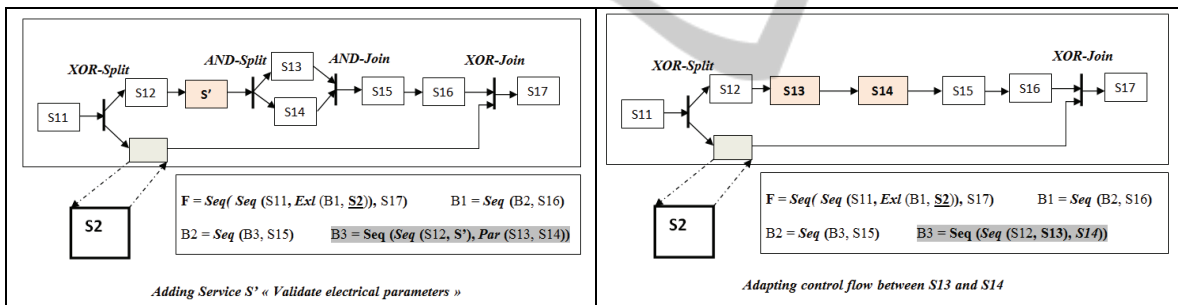 XOR-Split
AND-Split
AND-Join
XOR-Join
S11
S12
S'
S13
S14
S15
S16
S17
S2
F = Seq( Seq (S11, Exl (B1, S2)), S17) B1 = Seq (B2, S16)
B2 = Seq (B3, S15) B3 = Seq (Seq (S12, S’), Par (S13, S14))
Adding Service S’ « Validate electrical parameters »
XOR-Split
XOR-Join
S11
S12
S13
S14
S15
S16
S17
S2
F = Seq( Seq (S11, Exl (B1, S2)), S17) B1 = Seq (B2, S16)
B2 = Seq (B3, S15) B3 = Seq (Seq (S12, S13), S14))
Adapting control flow between S13 and S14